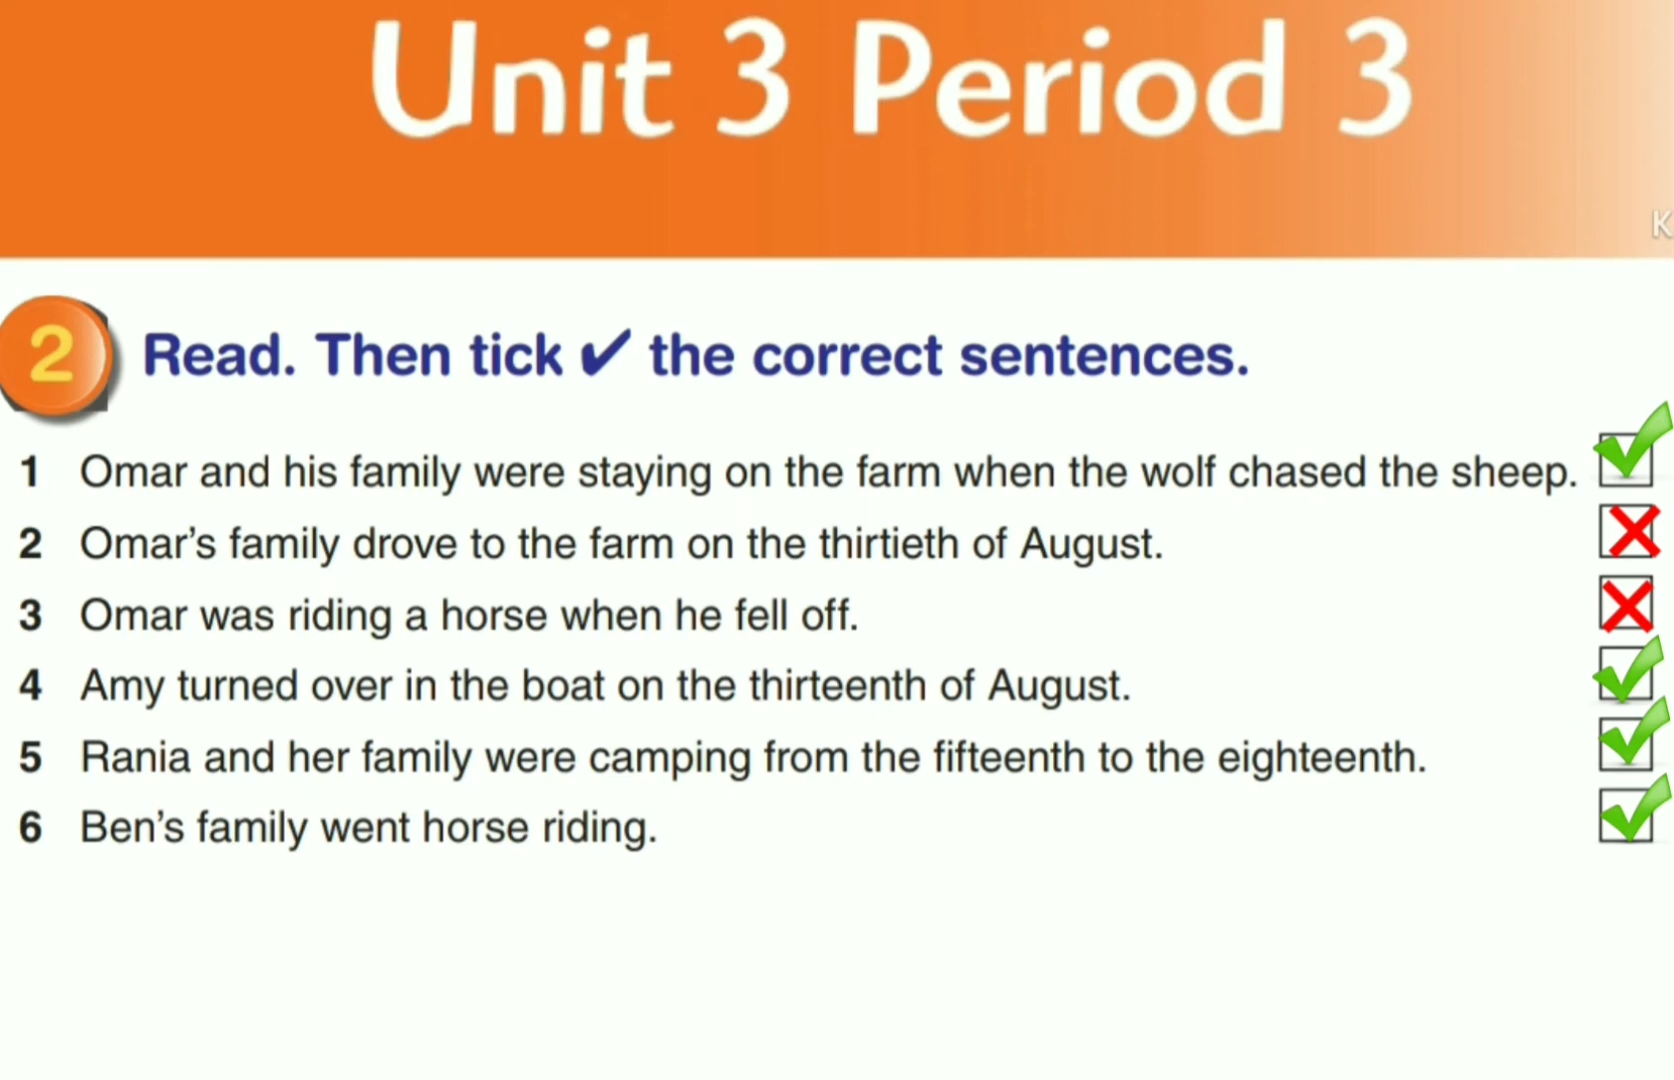 Unit 3 Period 3
K
2 Read. Then tick ✔ the correct sentences.
1 Omar and his family were staying on the farm when the wolf chased the sheep.
2 Omar's family drove to the farm on the thirtieth of August.
3 Omar was riding a horse when he fell off.
4 Amy turned over in the boat on the thirteenth of August.
5 Rania and her family were camping from the fifteenth to the eighteenth.
6 Ben's family went horse riding.